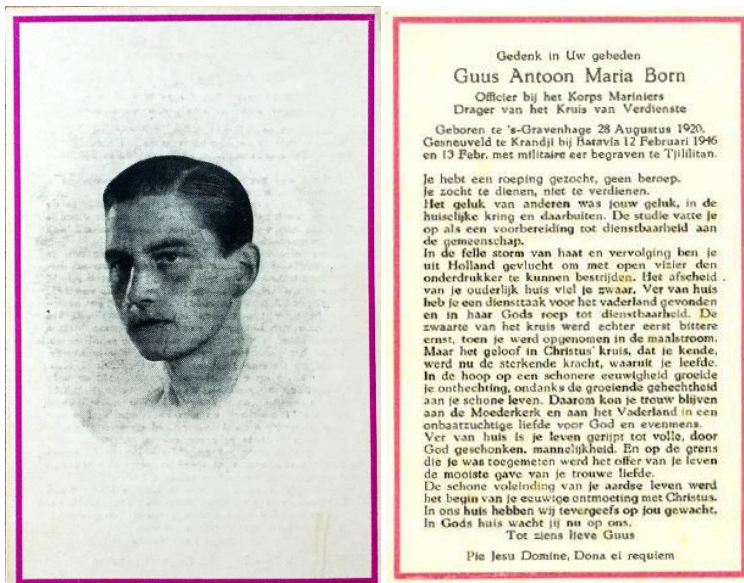 Gedenk in Uw gebeden
Guus Antoon Maria Born
Officier bij het Korps Mariniers
Drager van het Kruis van Verdienste
Geboren te 's-Gravenhage 28 Augustus 1920.
Gesneuveld te Krandji bij Batavia 12 Februari 1946
en 13 Febr. met militaire eer begraven te Tjililitan.
Je hebt een roeping gezocht, geen beroep.
Je zocht te dienen, niet te verdienen.
Het geluk van anderen was jouw geluk, in de
huiselijke kring en daarbuiten. De studie vatte je
op als een voorbereiding tot dienstbaarheid aan
de gemeenschap.
In de felle storm van haat en vervolging ben je
uit Holland gevlucht om met open vizier den
onderdrukker te kunnen bestrijden. Het afscheid
van je ouderlijk huis viel je zwaar. Ver van huis
heb je een diensttaak voor het vaderland gevonden
en in haar Gods roep tot dienstbaarheid. De
zwaarte van het kruis werd echter eerst bittere
ernst, toen je werd opgenomen in de maalstroom.
Maar het geloof in Christus' kruis, dat je kende,
werd nu de sterkende kracht, waaruit je leefde.
In de hoop op een schonere eeuwigheid groeide
je onthechting, ondanks de groeiende gehechtheid
aan je schone leven. Daarom kon je trouw blijven
aan de Moederkerk en aan het Vaderland in een
onbaatzuchtige liefde voor God en evenmens.
Ver van huis is je leven gerijpt tot volle, door
God geschonken, mannelijkheid. En op de grens
die je was toegemeten werd het offer van je leven
de mooiste gave van je trouwe liefde.
De schone voleinding van je aardse leven werd
het begin van je eeuwige ontmoeting met Christus.
In ons huis hebben wij tevergeefs op jou gewacht,
In Gods huis wacht jij nu op ons.
Tot ziens lieve Guus
Pie Jesu Domine, Dona ei requiem